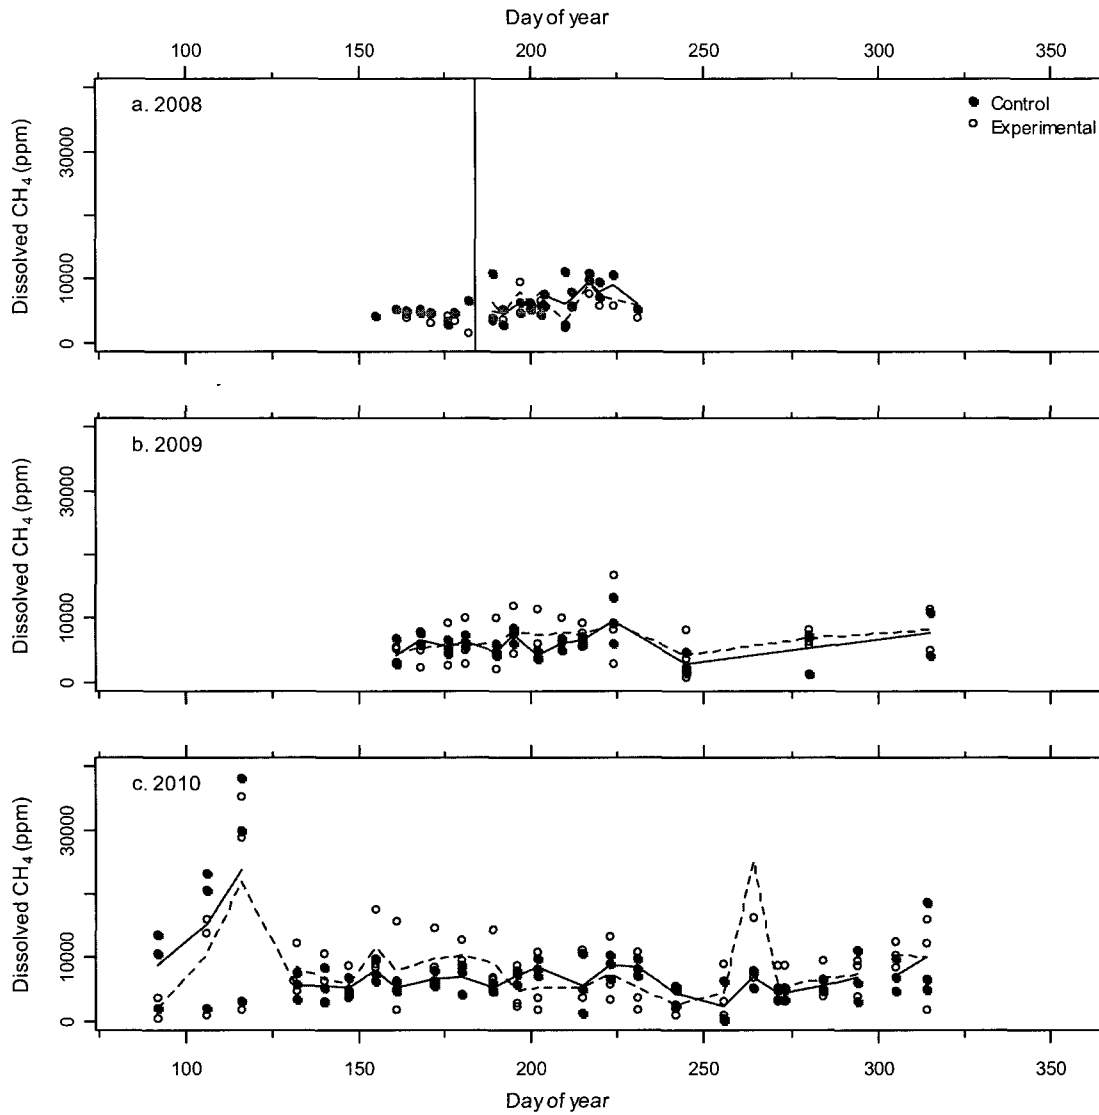 Day of year
100 150 200 250 300 350
a. 2008
Control
Experimental
Dissolved CH4 (ppm)
0 10000 30000
b. 2009
Dissolved CH4 (ppm)
0 10000 30000
c. 2010
Dissolved CH4 (ppm)
0 10000 30000
100 150 200 250 300 350
Day of year